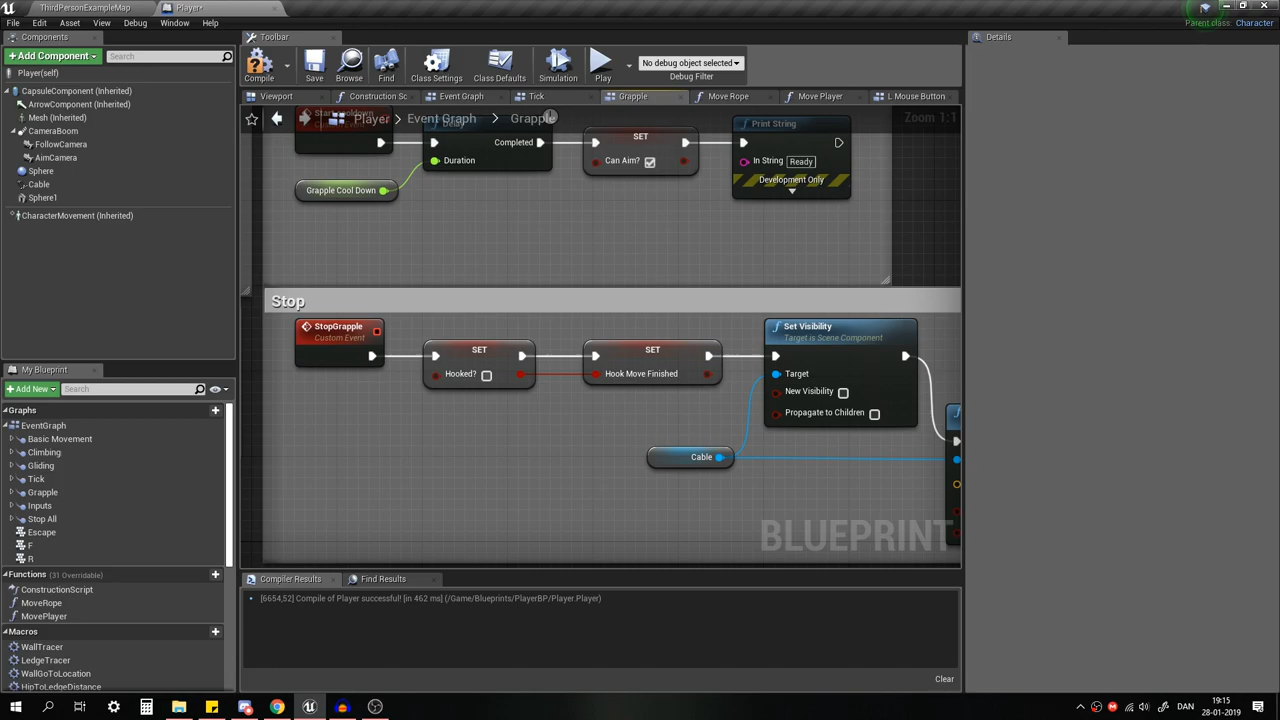 ThirdPersonExampleMap
Player*
File Edit Asset View Debug Window Help
Parent class: Character
Components
Toolbar
Details
+Add Component
Search
Player(self)
CapsuleComponent (Inherited)
ArrowComponent (Inherited)
Mesh (Inherited)
CameraBoom
FollowCamera
AimCamera
Sphere
Cable
Sphere1
CharacterMovement (Inherited)
Compile
Save
Browse
Find
Class Settings
Class Defaults
Simulation
Play
No debug object selected
Debug Filter
Viewport
Construction Sc
Event Graph
Tick
Grapple
Move Rope
Move Player
L Mouse Button
Player > Event Graph > Grapple
Zoom 1:1
Delay
Completed
Duration
Grapple Cool Down
SET
Can Aim?
Print String
In String Ready
Development Only
Stop
StopGrapple
Custom Event
SET
Hooked?
SET
Hook Move Finished
Set Visibility
Target is Scene Component
Target
New Visibility
Propagate to Children
Cable
BLUEPRINT
My Blueprint
+Add New
Search
Graphs
EventGraph
Basic Movement
Climbing
Gliding
Tick
Grapple
Inputs
Stop All
Escape
F
R
Functions (31 Overridable)
ConstructionScript
MoveRope
MovePlayer
Macros
WallTracer
LedgeTracer
WallGoToLocation
HipToLedgeDistance
Compiler Results
Find Results
[6654,52] Compile of Player successful! [in 462 ms] (/Game/Blueprints/PlayerBP/Player.Player)
Clear
DAN
19:15
28-01-2019